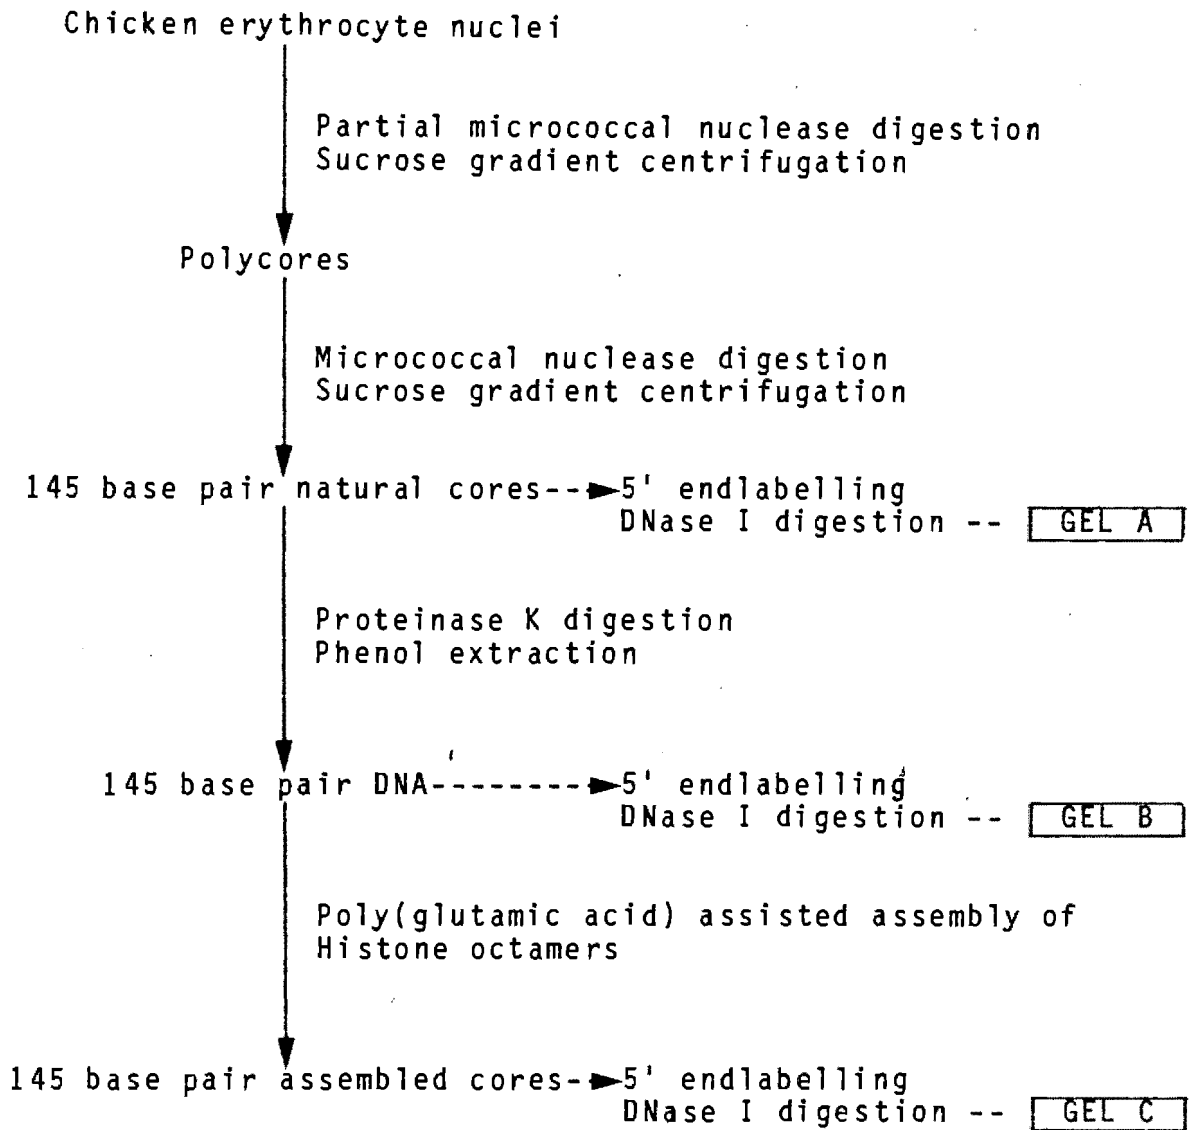 Chicken erythrocyte nuclei
Partial micrococcal nuclease digestion
Sucrose gradient centrifugation
Polycores
Micrococcal nuclease digestion
Sucrose gradient centrifugation
145 base pair natural cores--►5' endlabelling
DNase I digestion -- GEL A
Proteinase K digestion
Phenol extraction
145 base pair DNA--------►5' endlabelling
DNase I digestion -- GEL B
Poly(glutamic acid) assisted assembly of
Histone octamers
145 base pair assembled cores-►5' endlabelling
DNase I digestion -- GEL C